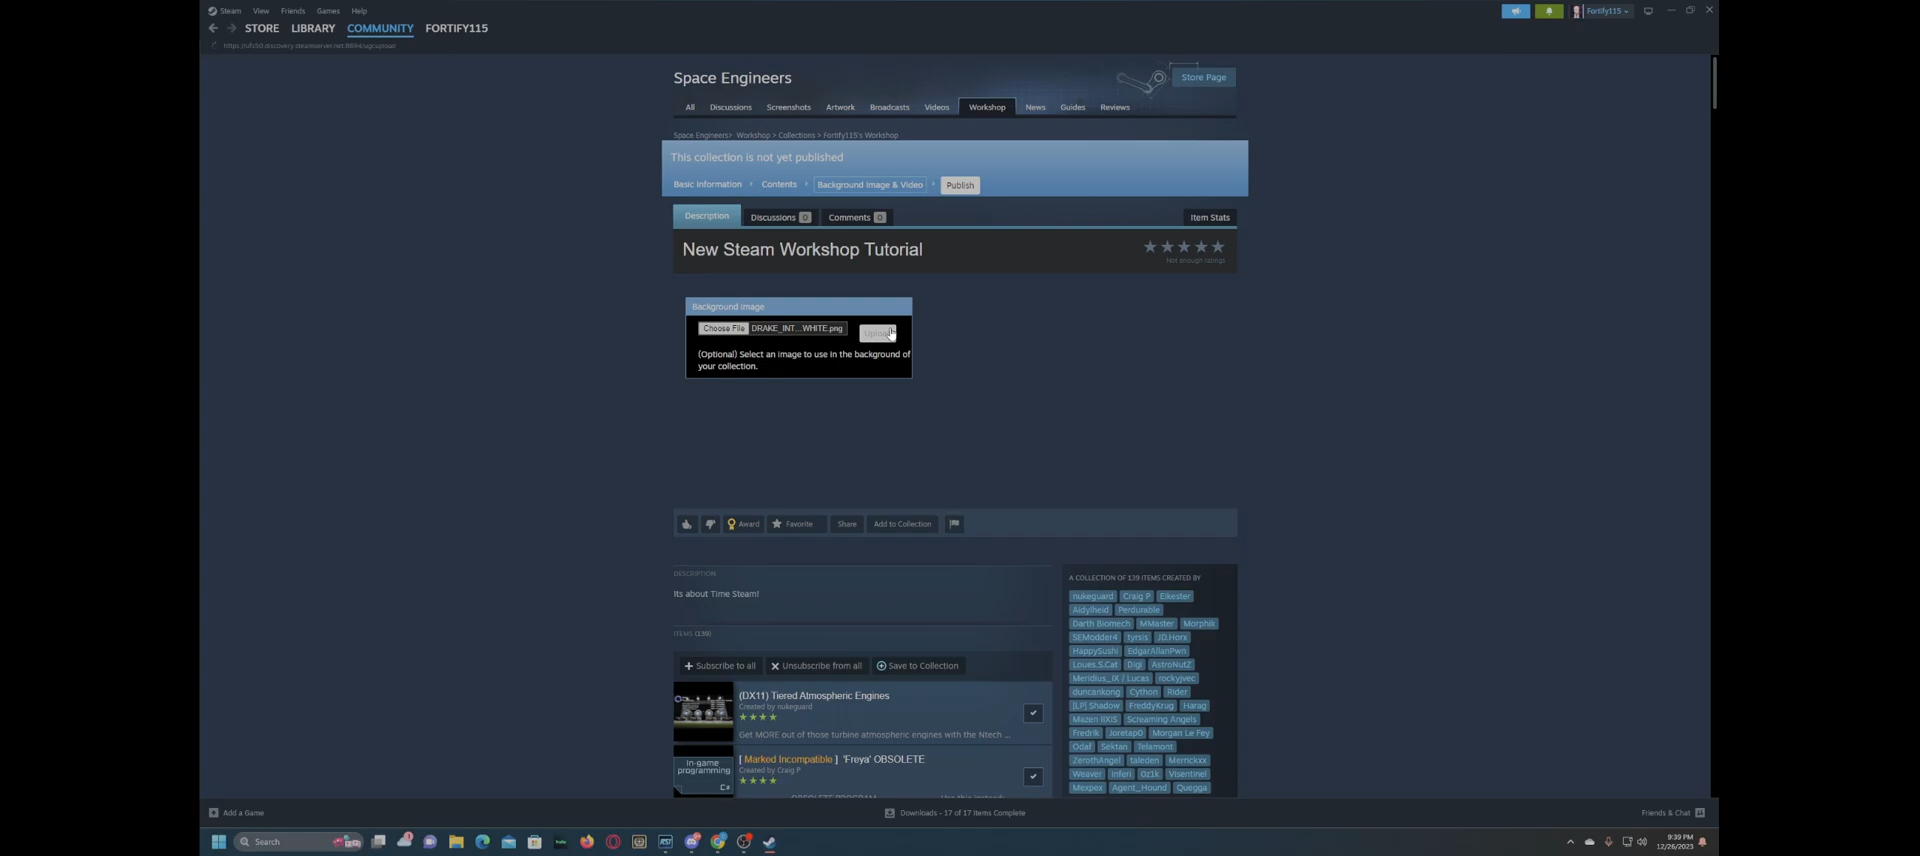 Steam View Friends Games Help
Fortify115
STORE LIBRARY COMMUNITY FORTIFY115
Space Engineers
Store Page
All Discussions Screenshots Artwork Broadcasts Videos Workshop News Guides Reviews
Space Engineers> Workshop > Collections > Fortify115's Workshop
This collection is not yet published
Basic Information Contents Background Image & Video Publish
Description Discussions 0 Comments 0 Item Stats
New Steam Workshop Tutorial
Not enough ratings
Background Image
Choose File DRAKE_INT...WHITE.png
(Optional) Select an image to use in the background of
your collection.
Award Favorite Share Add to Collection
DESCRIPTION
Its about Time Steam!
ITEMS (139)
Subscribe to all Unsubscribe from all Save to Collection
(DX11) Tiered Atmospheric Engines
Created by nukeguard
Get MORE out of those turbine atmospheric engines with the Ntech ...
[ Marked Incompatible ] 'Freya' OBSOLETE
Created by Craig P
In-game
programming
C#
A COLLECTION OF 139 ITEMS CREATED BY
nukeguard Craig P Eikester
Aidylheid Perdurable
Darth Biomech MMaster Morphik
SEModder4 tyrsis JD.Horx
HappySushi EdgarAllanPwn
Loues.S.Cat Digi AstroNutZ
Meridius_IX / Lucas rockyjvec
duncankong Cython Rider
[LP] Shadow FreddyKrug Harag
Mazen IIXIS Screaming Angels
Fredrik Joretap0 Morgan Le Fey
Odaf Sektan Telamont
ZerothAngel taleden Merrickxx
Weaver Inferi 0z1k Visentinel
Mexpex Agent_Hound Quegga
Add a Game
Downloads - 17 of 17 Items Complete
Friends & Chat
Search
9:39 PM
12/26/2023